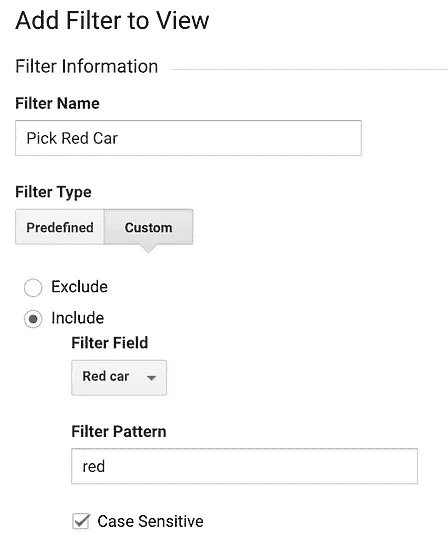 Add Filter to View
Filter Information
Filter Name
Pick Red Car
Filter Type
Predefined Custom
Exclude
Include
Filter Field
Red car
Filter Pattern
red
Case Sensitive